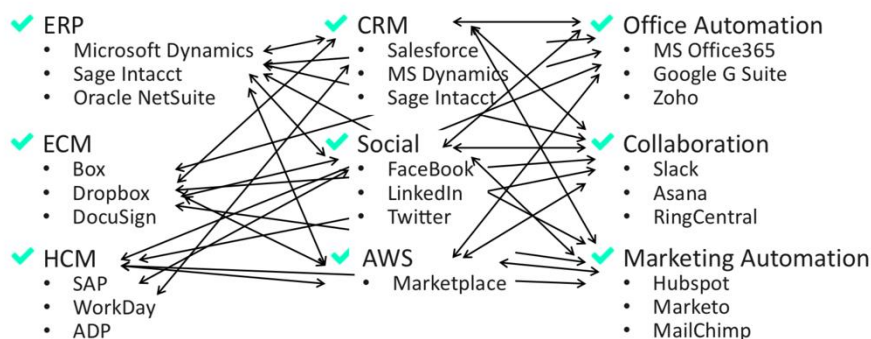 ERP
• Microsoft Dynamics
• Sage Intacct
• Oracle NetSuite
ECM
• Box
• Dropbox
• DocuSign
HCM
• SAP
• WorkDay
• ADP
CRM
• Salesforce
• MS Dynamics
• Sage Intacct
Social
• FaceBook
• LinkedIn
• Twitter
AWS
• Marketplace
Office Automation
• MS Office365
• Google G Suite
• Zoho
Collaboration
• Slack
• Asana
• RingCentral
Marketing Automation
• Hubspot
• Marketo
• MailChimp